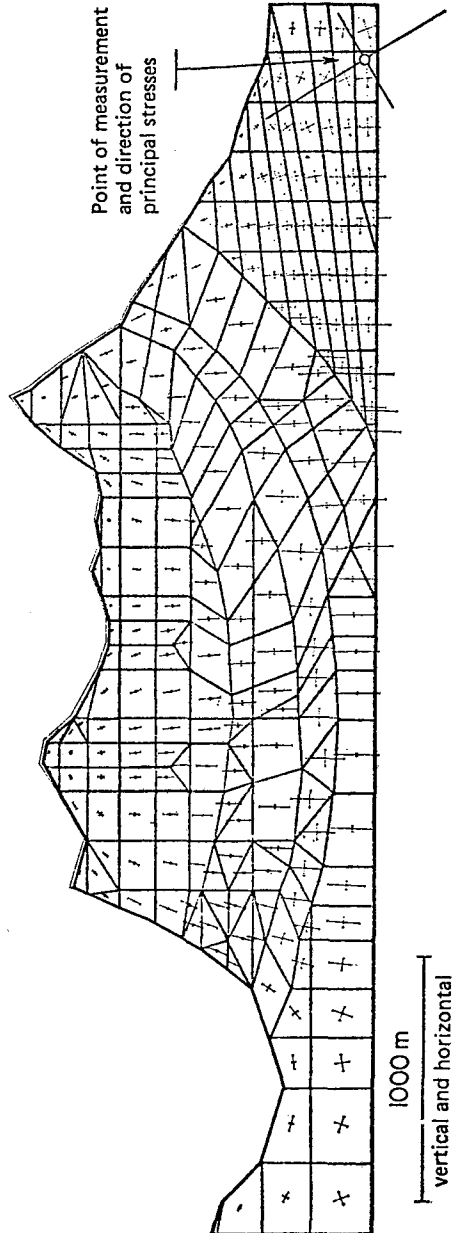 Point of measurement
and direction of
principal stresses
1000 m
vertical and horizontal